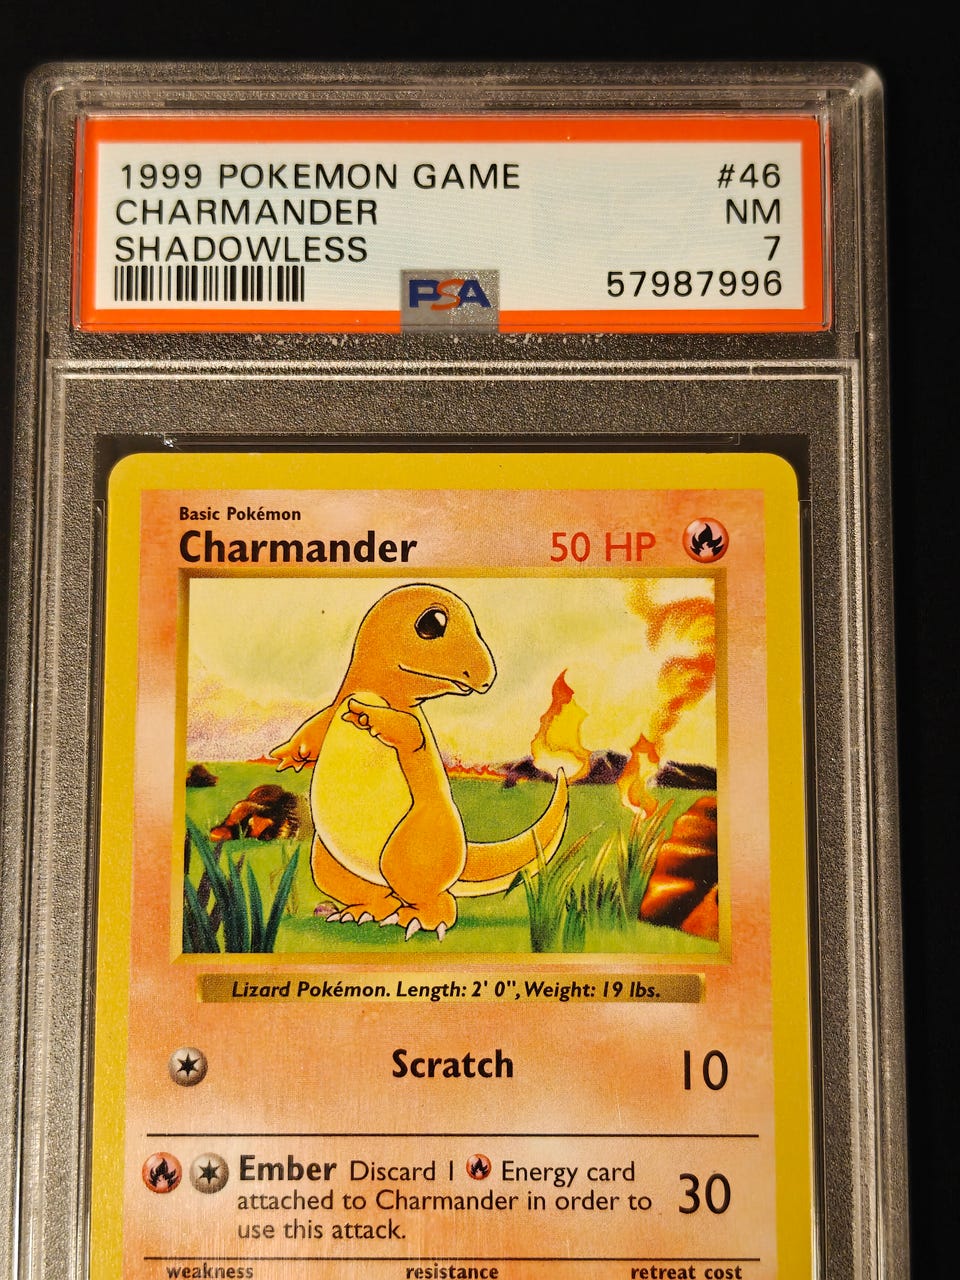 1999 POKEMON GAME #46
CHARMANDER NM
SHADOWLESS 7
PSA 57987996
Basic Pokémon
Charmander 50 HP
Lizard Pokémon. Length: 2' 0", Weight: 19 lbs.
Scratch 10
Ember Discard 1 Energy card
attached to Charmander in order to 30
use this attack.
weakness resistance retreat cost